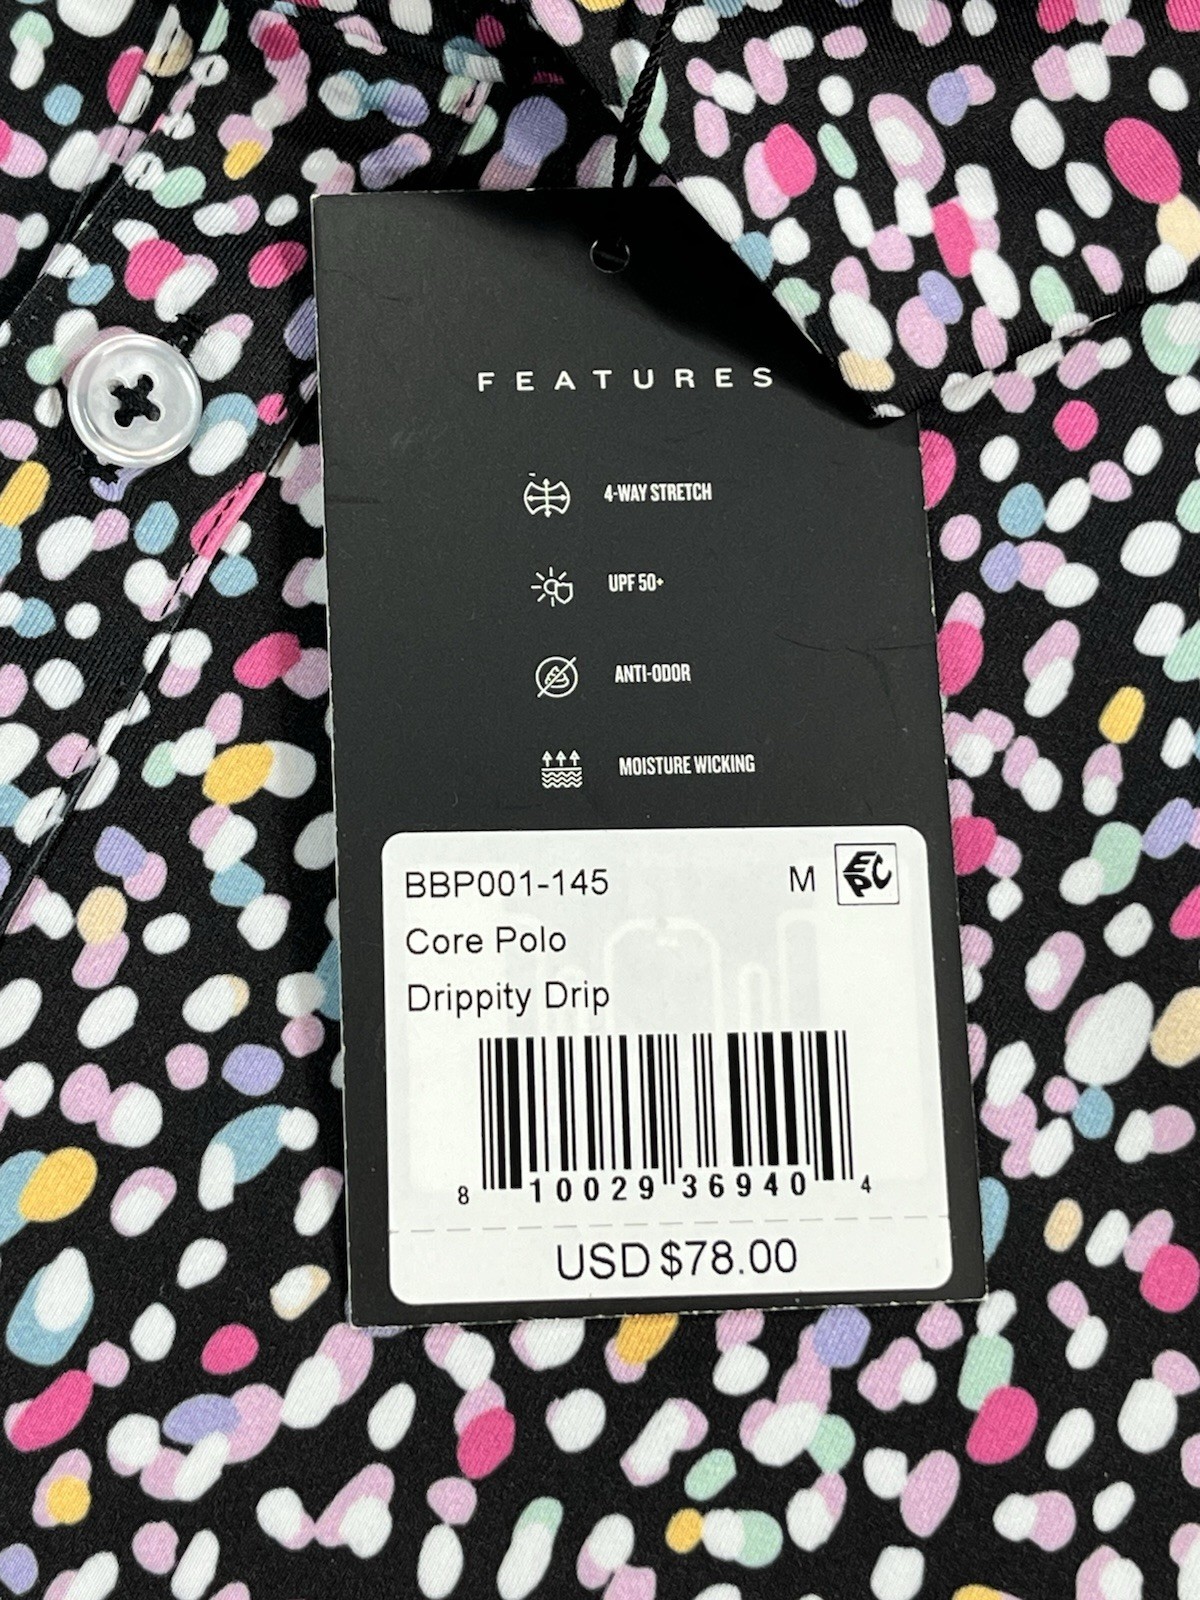 FEATURES
4-WAY STRETCH
UPF 50+
ANTI-ODOR
MOISTURE WICKING
BBP001-145 M EPC
Core Polo
Drippity Drip
8 10029 36940 4
USD $78.00